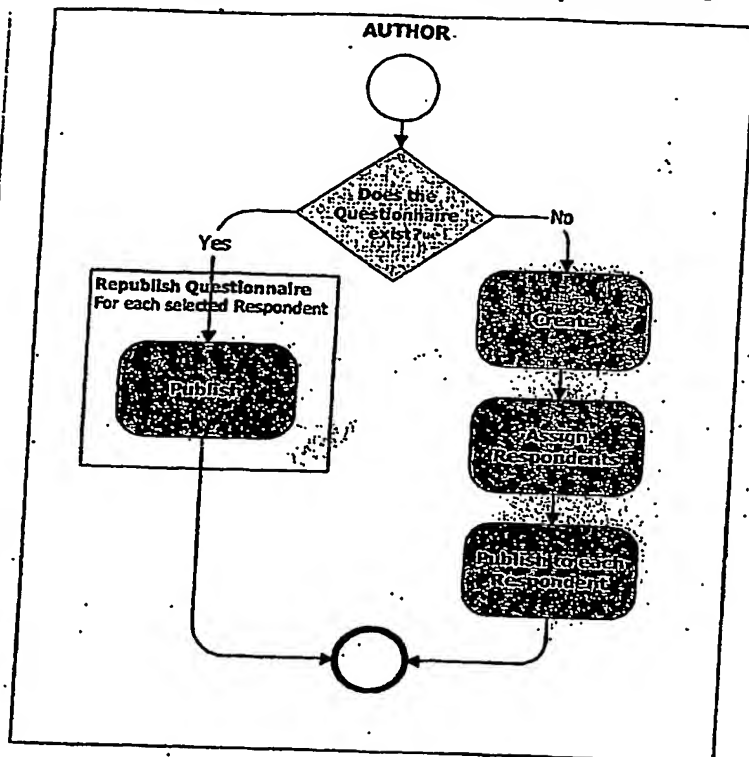 AUTHOR
Does the
Questionnaire
exist?
Yes
No
Republish Questionnaire
For each selected Respondent
Publish
Create
Assign
Respondents
Publish to each
Respondent